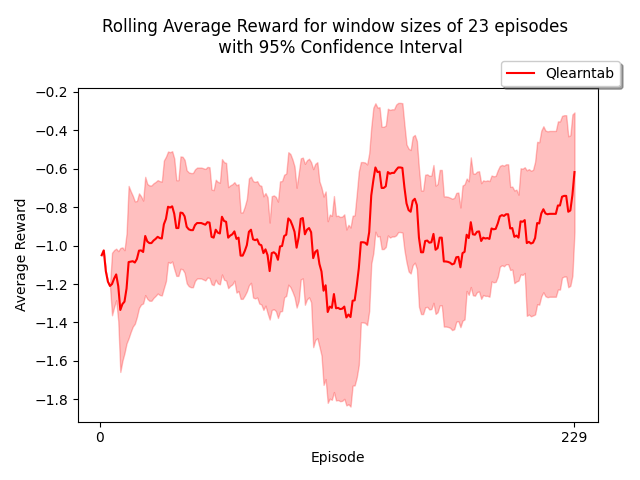 Rolling Average Reward for window sizes of 23 episodes
with 95% Confidence Interval
Qlearntab
−0.2
−0.4
−0.6
−0.8
−1.0
−1.2
−1.4
−1.6
−1.8
Average Reward
0
229
Episode